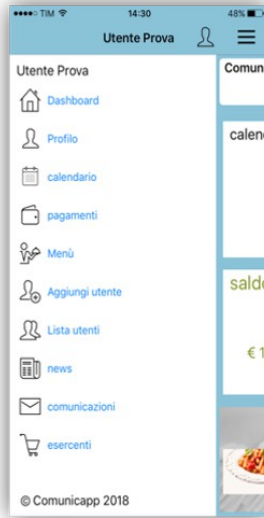 TIM 14:30 48%
Utente Prova
Utente Prova
Dashboard
Profilo
calendario
pagamenti
Menù
Aggiungi utente
Lista utenti
news
comunicazioni
esercenti
© Comunicapp 2018
Comun
calen
saldo
€ 1